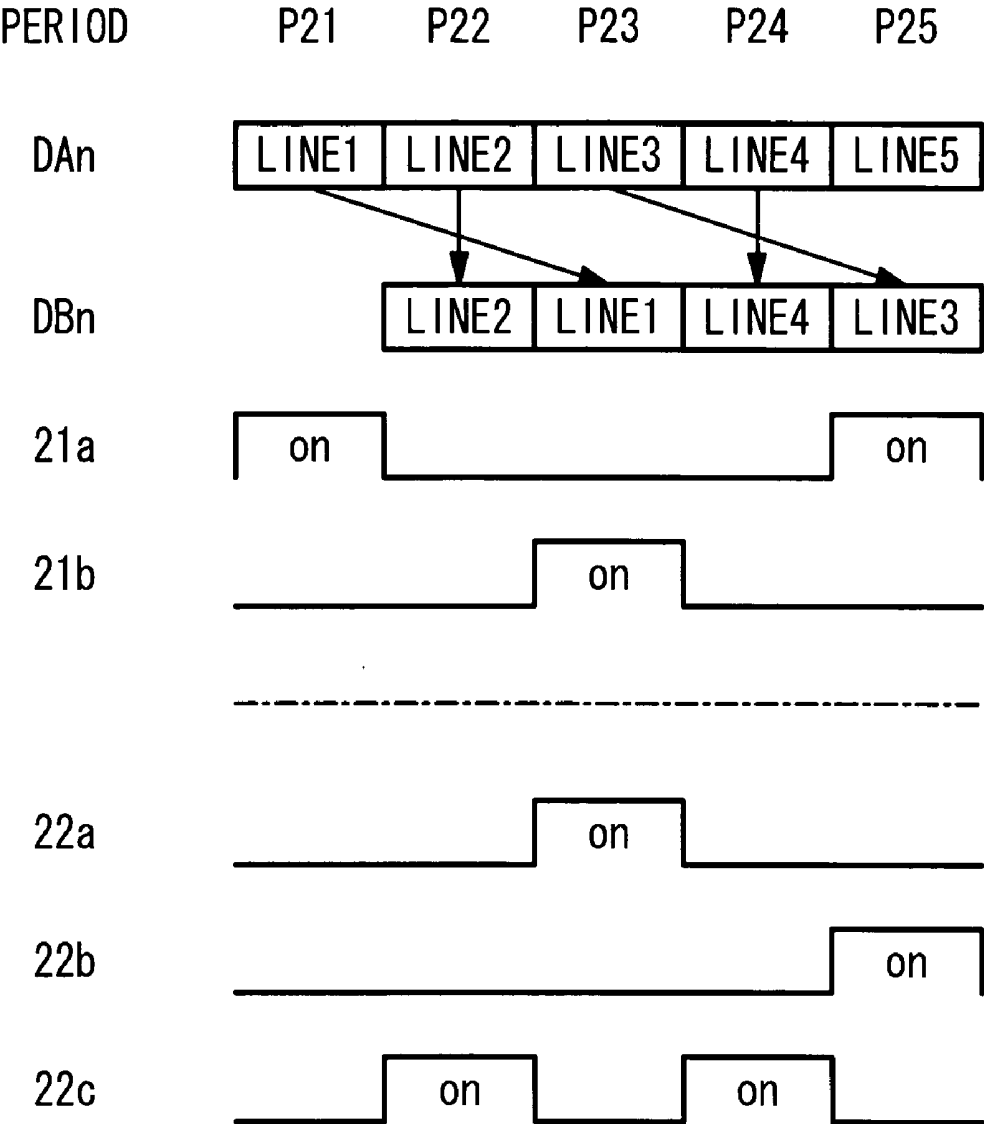 PERIOD P21 P22 P23 P24 P25
DAn LINE1 LINE2 LINE3 LINE4 LINE5
DBn LINE2 LINE1 LINE4 LINE3
21a on on
21b on
22a on
22b on
22c on on